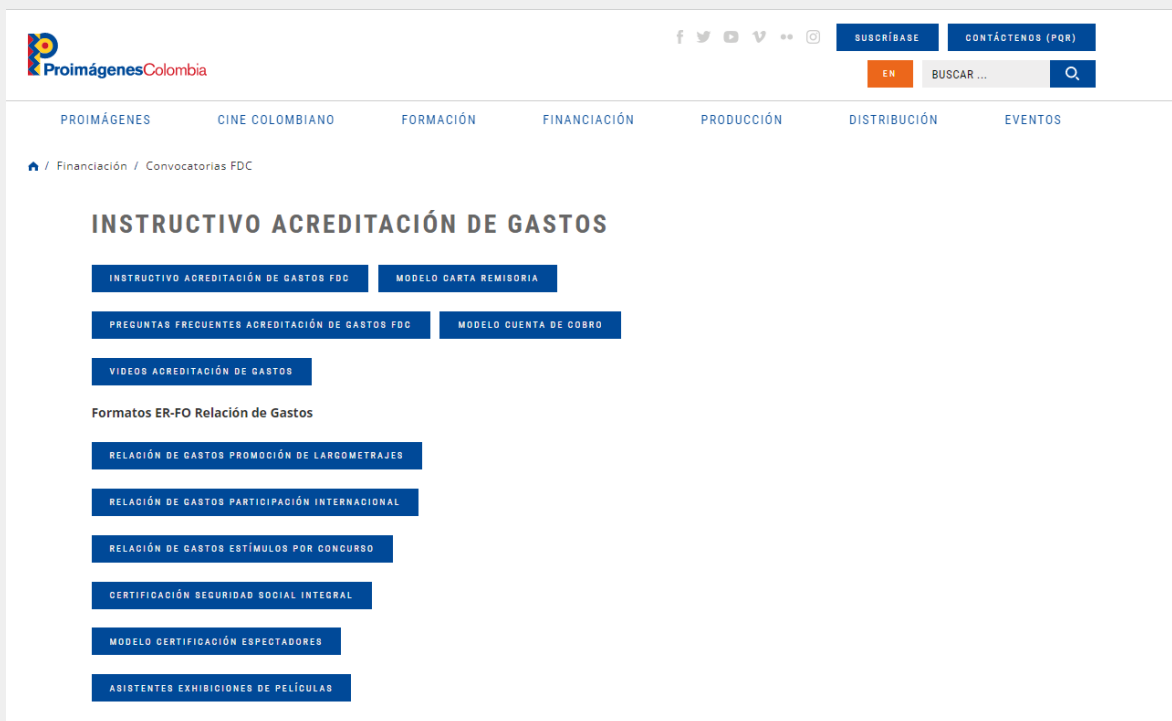 SUSCRÍBASE CONTÁCTENOS (PQR)
ProimágenesColombia
EN BUSCAR ...
PROIMÁGENES CINE COLOMBIANO FORMACIÓN FINANCIACIÓN PRODUCCIÓN DISTRIBUCIÓN EVENTOS
/ Financiación / Convocatorias FDC
INSTRUCTIVO ACREDITACIÓN DE GASTOS
INSTRUCTIVO ACREDITACIÓN DE GASTOS FDC MODELO CARTA REMISORIA
PREGUNTAS FRECUENTES ACREDITACIÓN DE GASTOS FDC MODELO CUENTA DE COBRO
VIDEOS ACREDITACIÓN DE GASTOS
Formatos ER-FO Relación de Gastos
RELACIÓN DE GASTOS PROMOCIÓN DE LARGOMETRAJES
RELACIÓN DE GASTOS PARTICIPACIÓN INTERNACIONAL
RELACIÓN DE GASTOS ESTÍMULOS POR CONCURSO
CERTIFICACIÓN SEGURIDAD SOCIAL INTEGRAL
MODELO CERTIFICACIÓN ESPECTADORES
ASISTENTES EXHIBICIONES DE PELÍCULAS